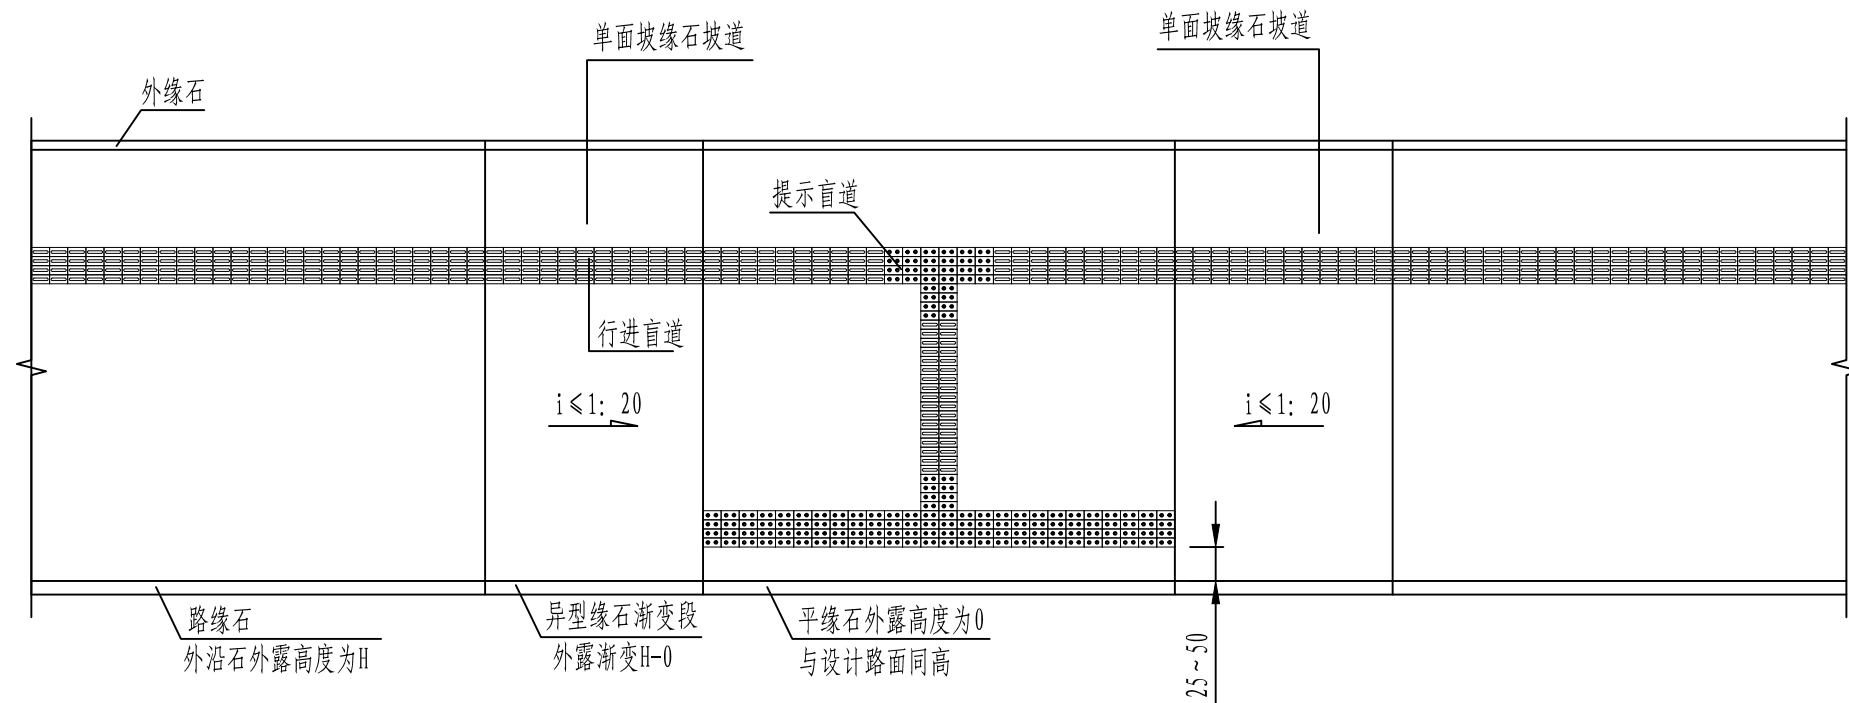 单面坡缘石坡道
单面坡缘石坡道
外缘石
提示盲道
行进盲道
i≤1: 20
i≤1: 20
路缘石
外沿石外露高度为H
异型缘石渐变段
外露渐变H-0
平缘石外露高度为0
与设计路面同高
25~50